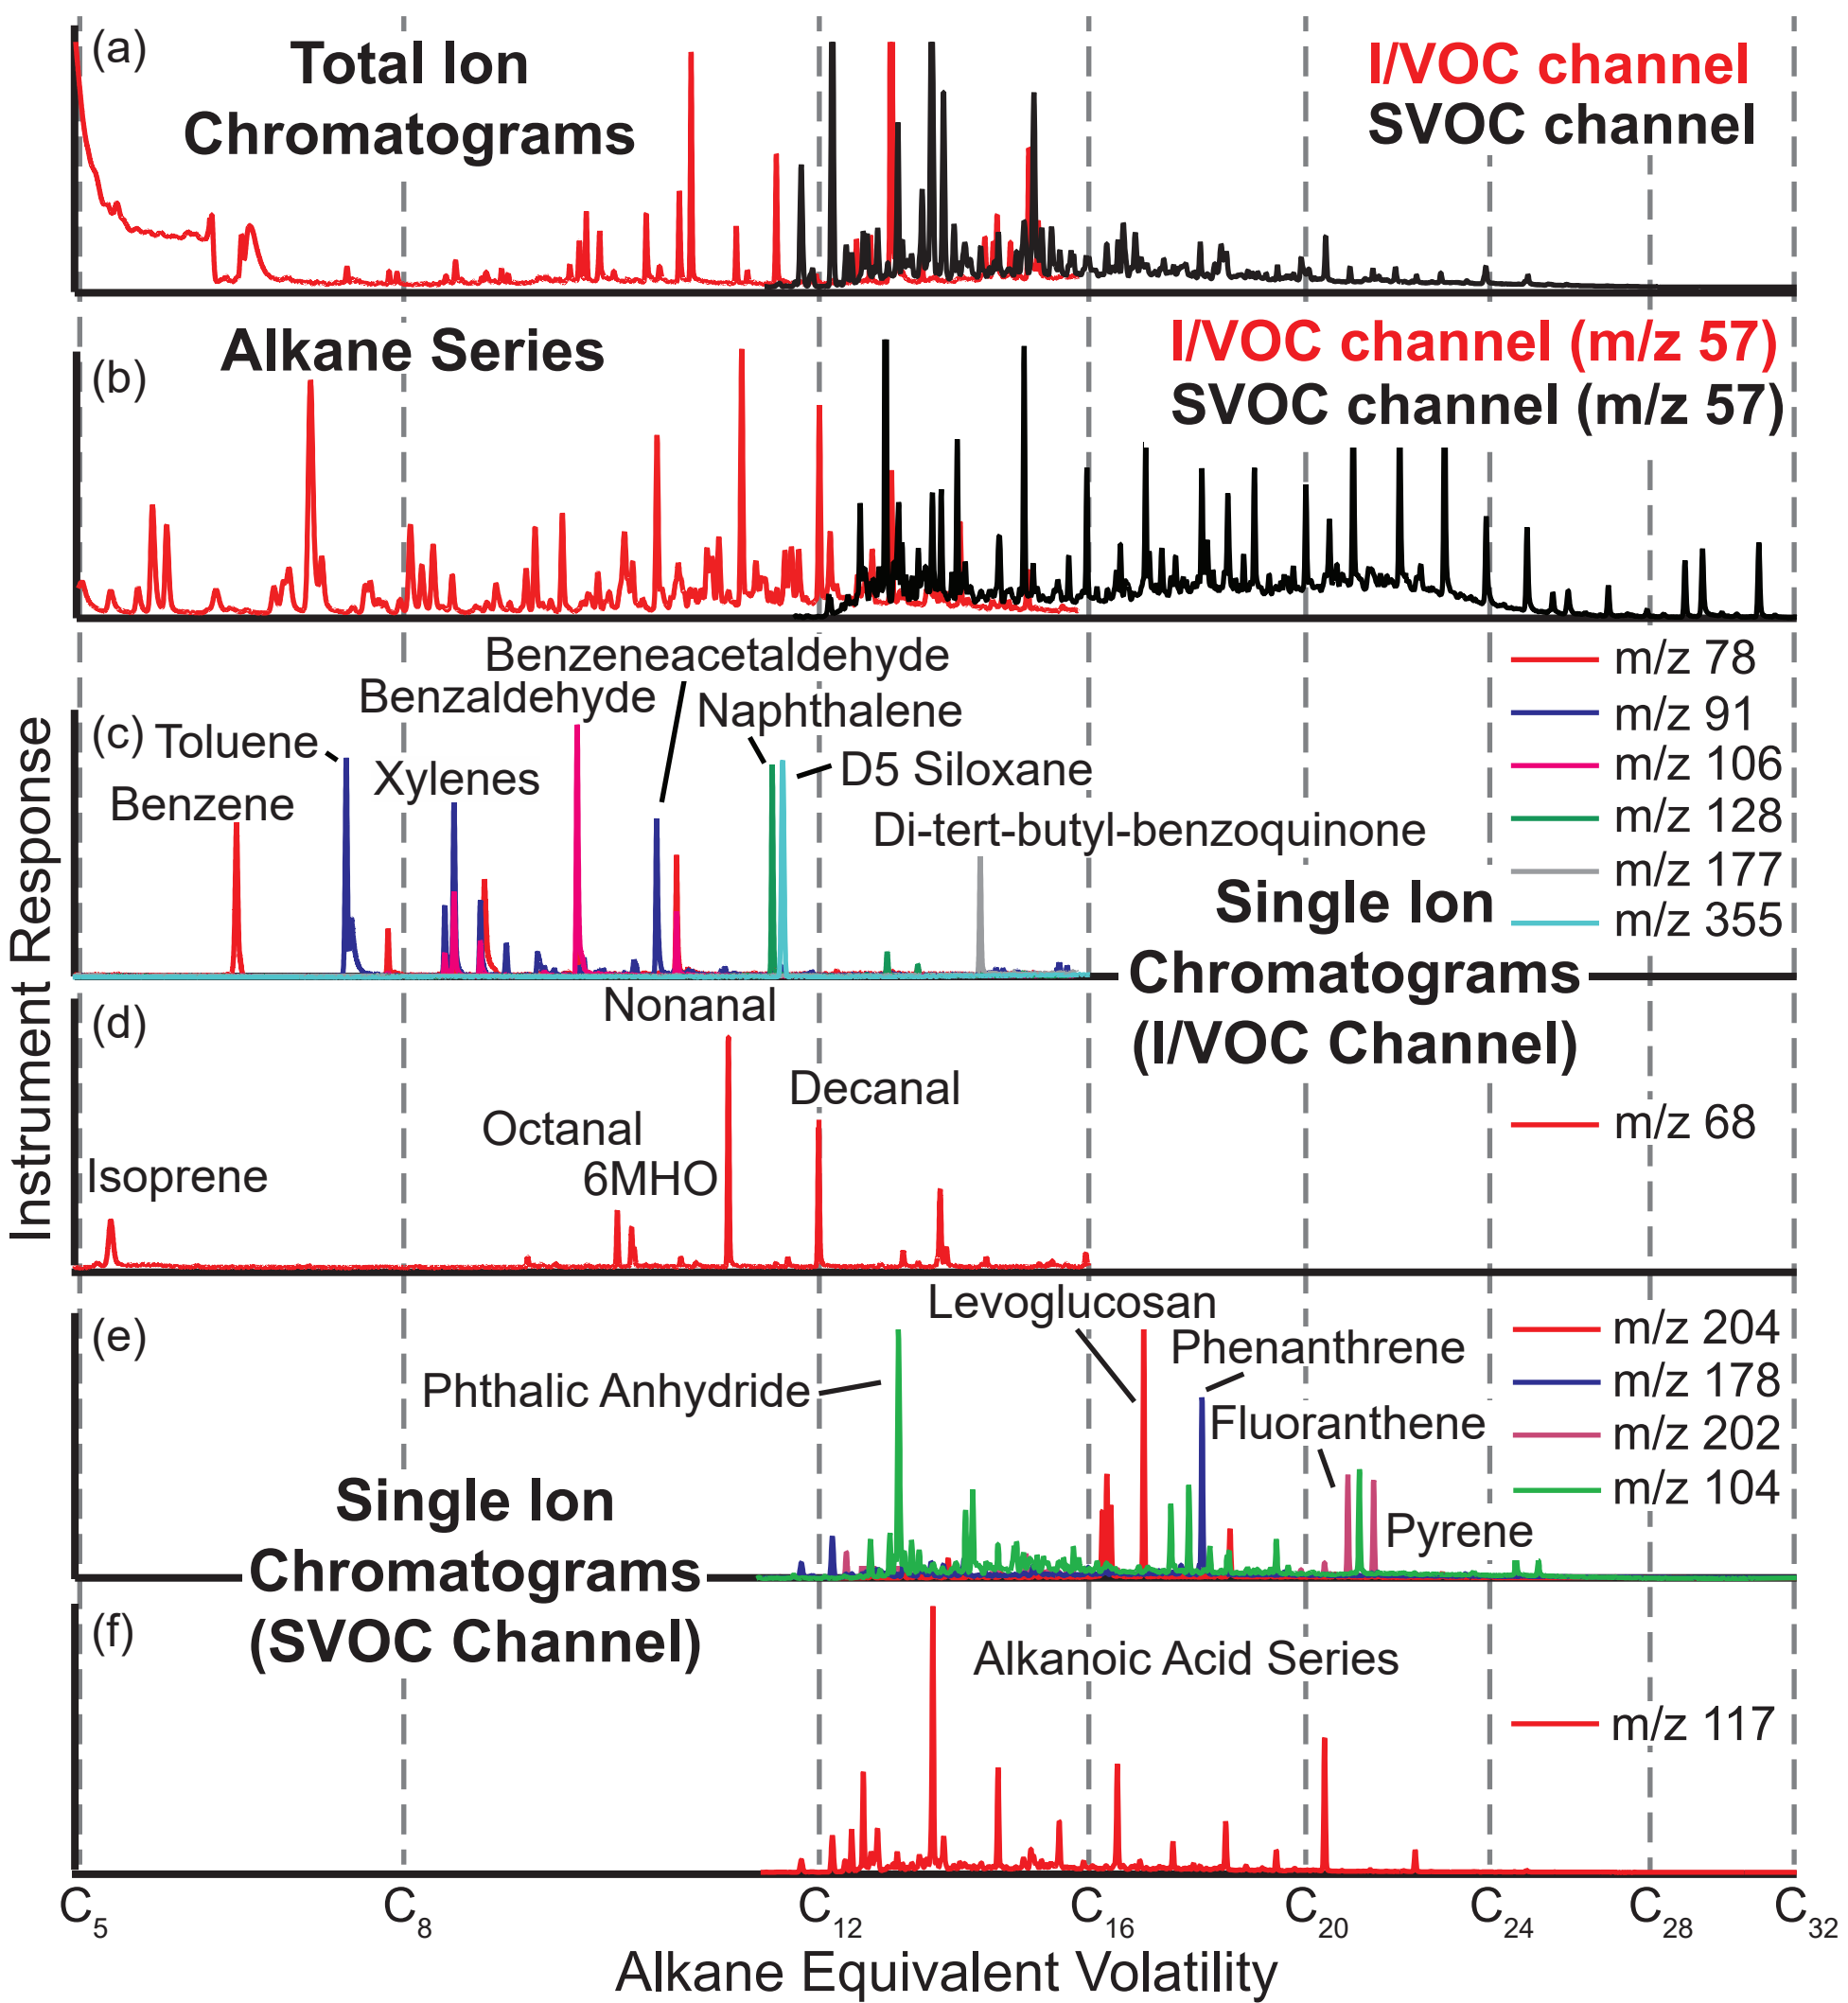 (a)
Total Ion
Chromatograms
I/VOC channel
SVOC channel
(b)
Alkane Series
I/VOC channel (m/z 57)
SVOC channel (m/z 57)
(c)
Benzeneacetaldehyde
Benzaldehyde
Naphthalene
Toluene
Xylenes
D5 Siloxane
Benzene
Di-tert-butyl-benzoquinone
m/z 78
m/z 91
m/z 106
m/z 128
m/z 177
m/z 355
Single Ion
Chromatograms
(I/VOC Channel)
Instrument Response
(d)
Nonanal
Decanal
Octanal
6MHO
Isoprene
m/z 68
(e)
Levoglucosan
Phenanthrene
Phthalic Anhydride
Fluoranthene
Pyrene
m/z 204
m/z 178
m/z 202
m/z 104
Single Ion
Chromatograms
(SVOC Channel)
(f)
Alkanoic Acid Series
m/z 117
C5 C8 C12 C16 C20 C24 C28 C32
Alkane Equivalent Volatility